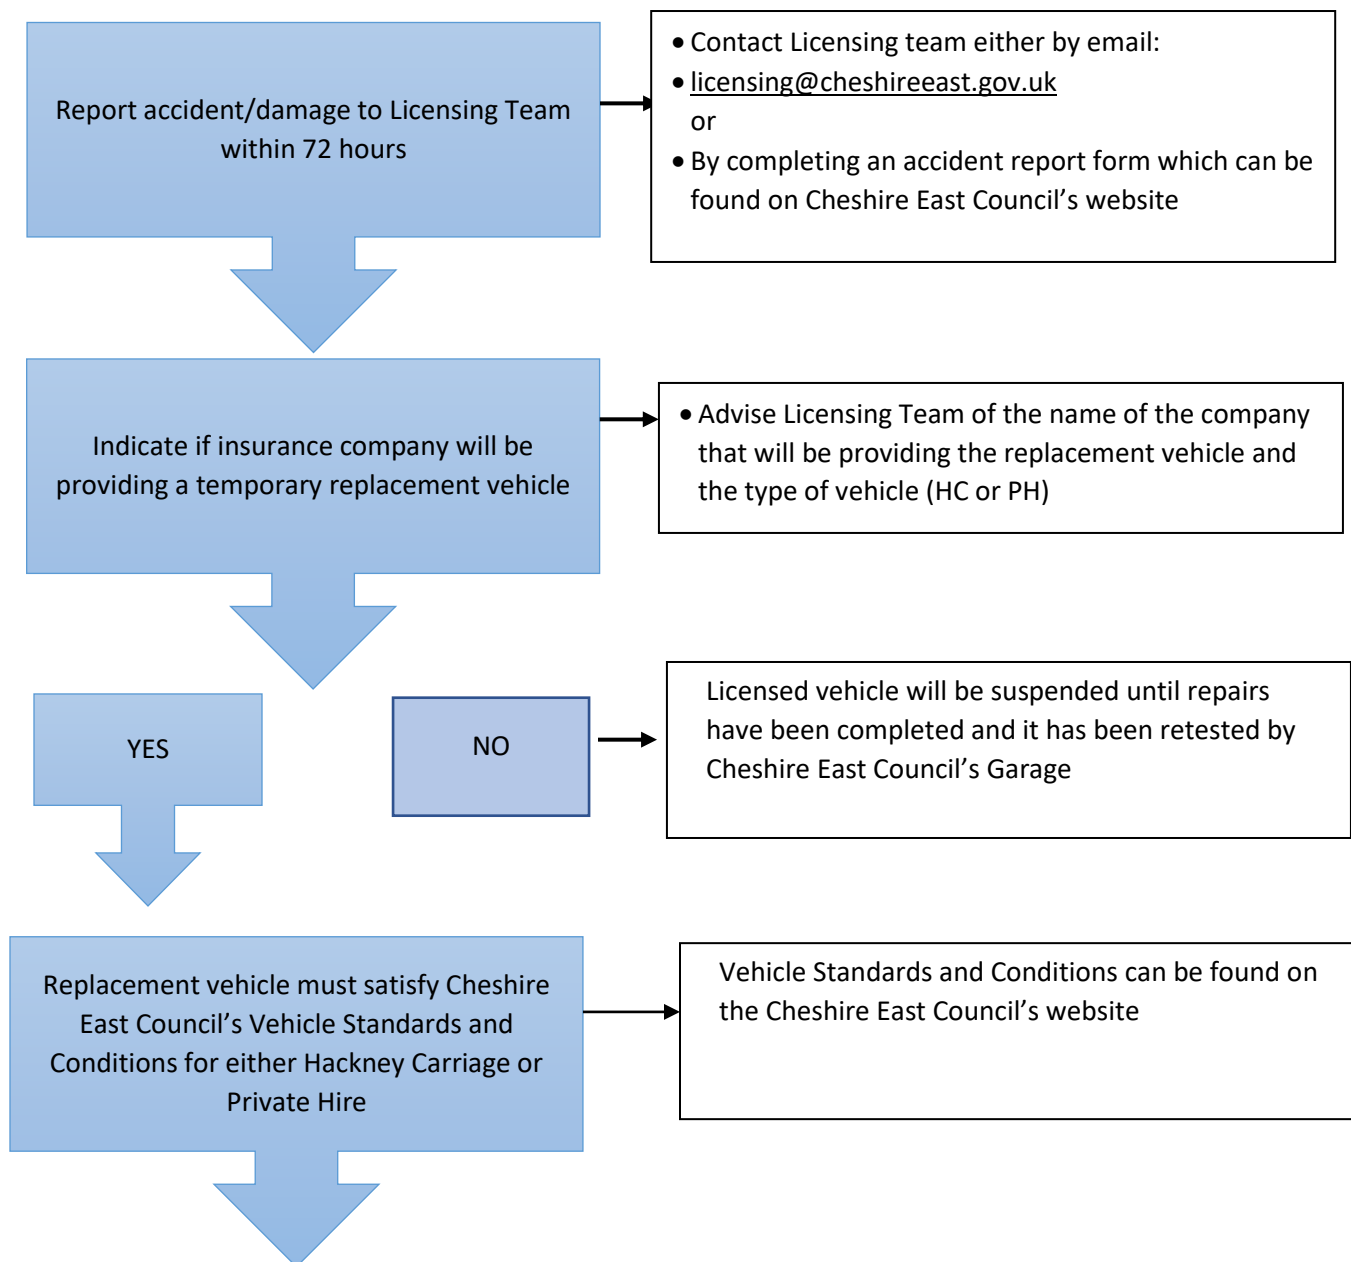 Report accident/damage to Licensing Team
within 72 hours
• Contact Licensing team either by email:
• licensing@cheshireeast.gov.uk
or
• By completing an accident report form which can be
found on Cheshire East Council’s website
Indicate if insurance company will be
providing a temporary replacement vehicle
• Advise Licensing Team of the name of the company
that will be providing the replacement vehicle and
the type of vehicle (HC or PH)
YES
NO
Licensed vehicle will be suspended until repairs
have been completed and it has been retested by
Cheshire East Council’s Garage
Replacement vehicle must satisfy Cheshire
East Council’s Vehicle Standards and
Conditions for either Hackney Carriage or
Private Hire
Vehicle Standards and Conditions can be found on
the Cheshire East Council’s website